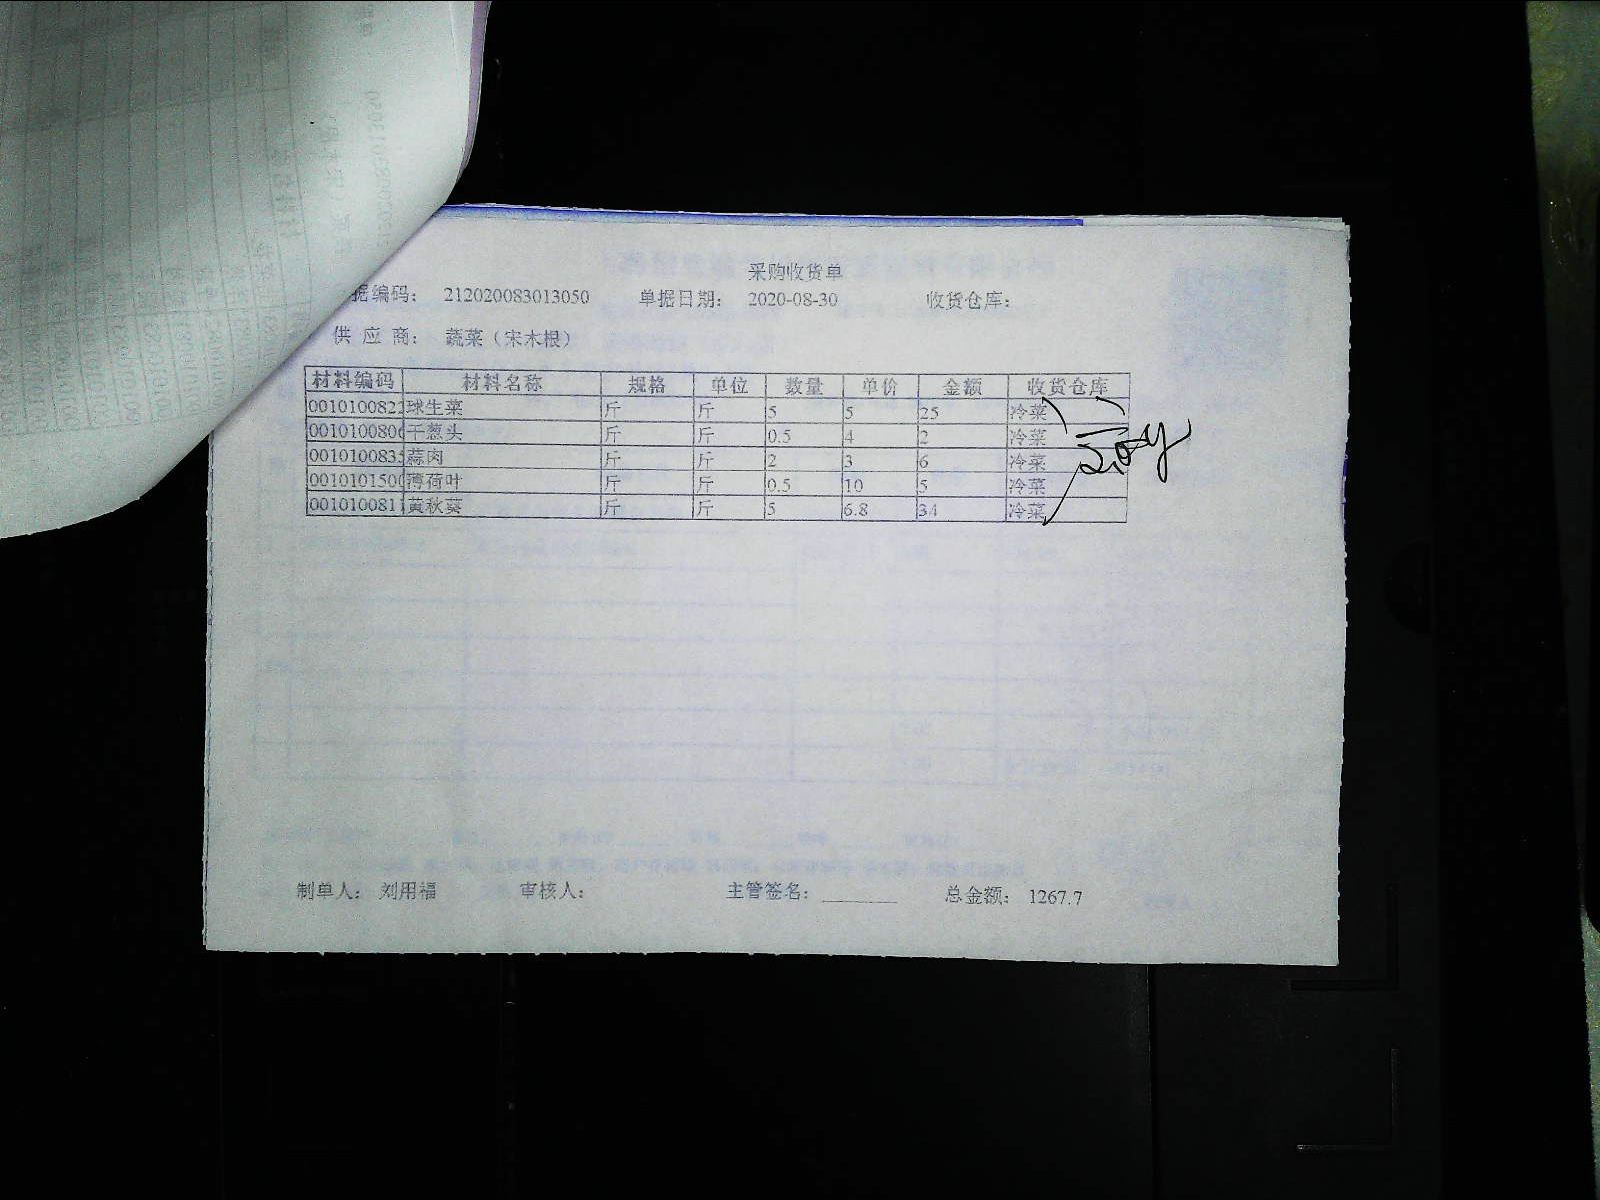 采购收货单
据编码: 212020083013050 单据日期: 2020-08-30 收货仓库:
供 应 商: 蔬菜（宋木根）
材料编码 材料名称 规格 单位 数量 单价 金额 收货仓库
001010082 球生菜 斤 斤 5 5 25 冷菜
001010080 干葱头 斤 斤 0.5 4 2 冷菜
001010083 蒜肉 斤 斤 2 3 6 冷菜
001010150 薄荷叶 斤 斤 0.5 10 5 冷菜
001010081 黄秋葵 斤 斤 5 6.8 34 冷菜
制单人: 刘用福 审核人: 主管签名: ________ 总金额: 1267.7